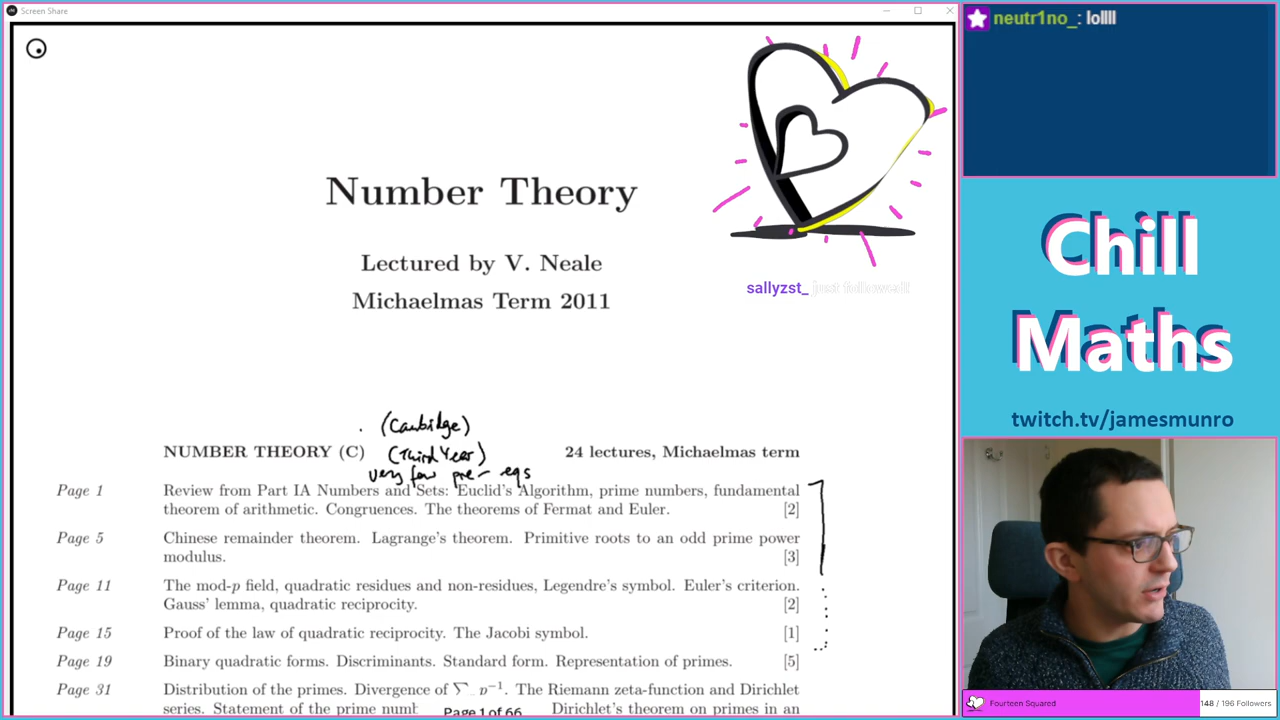 Screen Share
Number Theory
Lectured by V. Neale
Michaelmas Term 2011
(Cambridge)
NUMBER THEORY (C) (Third Year) 24 lectures, Michaelmas term
very few pre-reqs
Page 1 Review from Part IA Numbers and Sets: Euclid's Algorithm, prime numbers, fundamental
theorem of arithmetic. Congruences. The theorems of Fermat and Euler. [2]
Page 5 Chinese remainder theorem. Lagrange's theorem. Primitive roots to an odd prime power
modulus. [3]
Page 11 The mod-p field, quadratic residues and non-residues, Legendre's symbol. Euler's criterion.
Gauss' lemma, quadratic reciprocity. [2]
Page 15 Proof of the law of quadratic reciprocity. The Jacobi symbol. [1]
Page 19 Binary quadratic forms. Discriminants. Standard form. Representation of primes. [5]
Page 31 Distribution of the primes. Divergence of ∑ p⁻¹. The Riemann zeta-function and Dirichlet
series. Statement of the prime Dirichlet's theorem on primes in an
Page 1 of 66
sallyzst_ just followed!
neutr1no_: lollll
Chill
Maths
twitch.tv/jamesmunro
Fourteen Squared 148 / 196 Followers